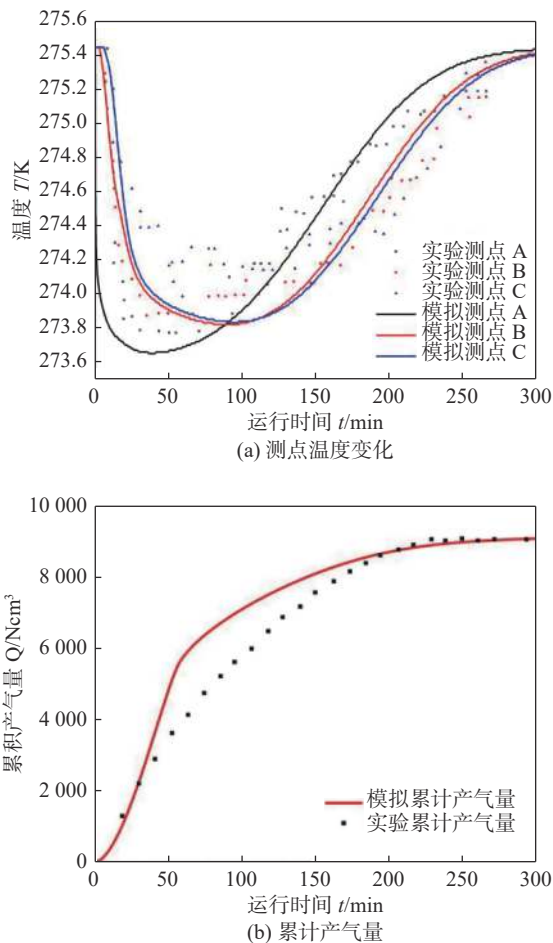 275.6
275.4
275.2
275.0
274.8
274.6
274.4
274.2
274.0
273.8
273.6
温度 T/K
实验测点 A
实验测点 B
实验测点 C
模拟测点 A
模拟测点 B
模拟测点 C
0 50 100 150 200 250 300
运行时间 t/min
(a) 测点温度变化
10 000
8 000
6 000
4 000
2 000
0
累积产气量 Q/Ncm³
模拟累计产气量
实验累计产气量
0 50 100 150 200 250 300
运行时间 t/min
(b) 累计产气量